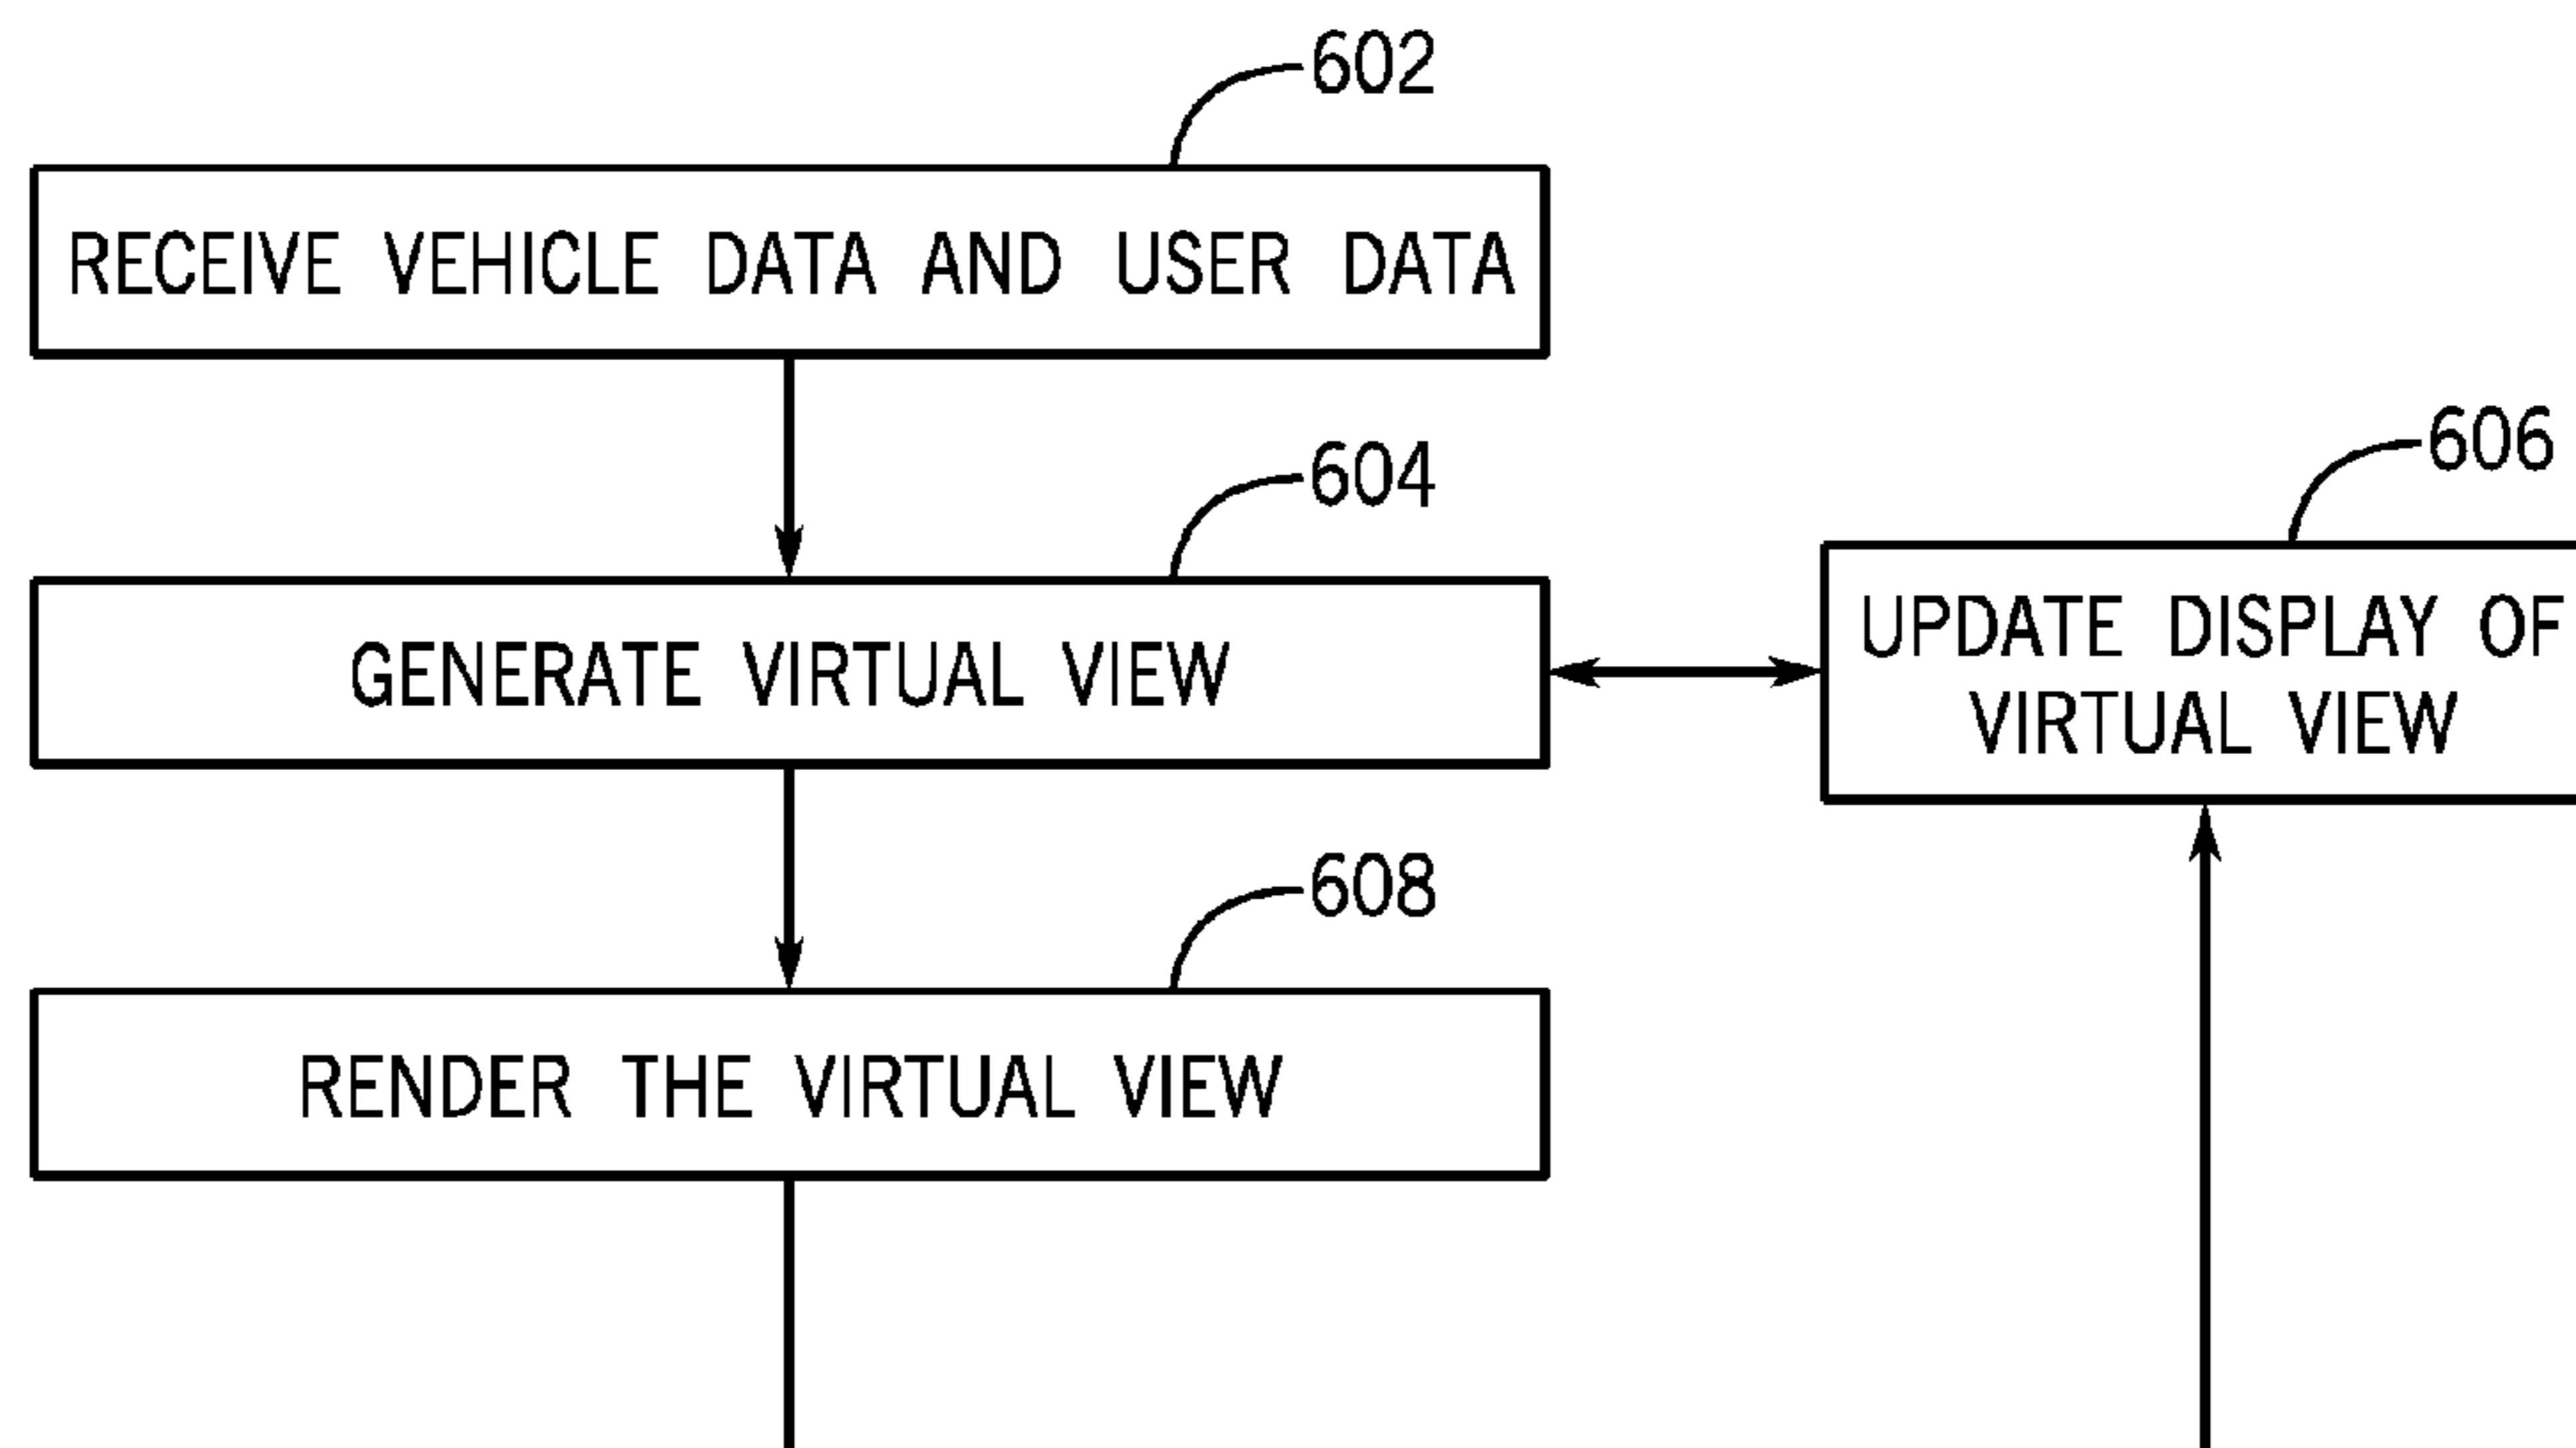 602
RECEIVE VEHICLE DATA AND USER DATA
604
GENERATE VIRTUAL VIEW
606
UPDATE DISPLAY OF
VIRTUAL VIEW
608
RENDER THE VIRTUAL VIEW